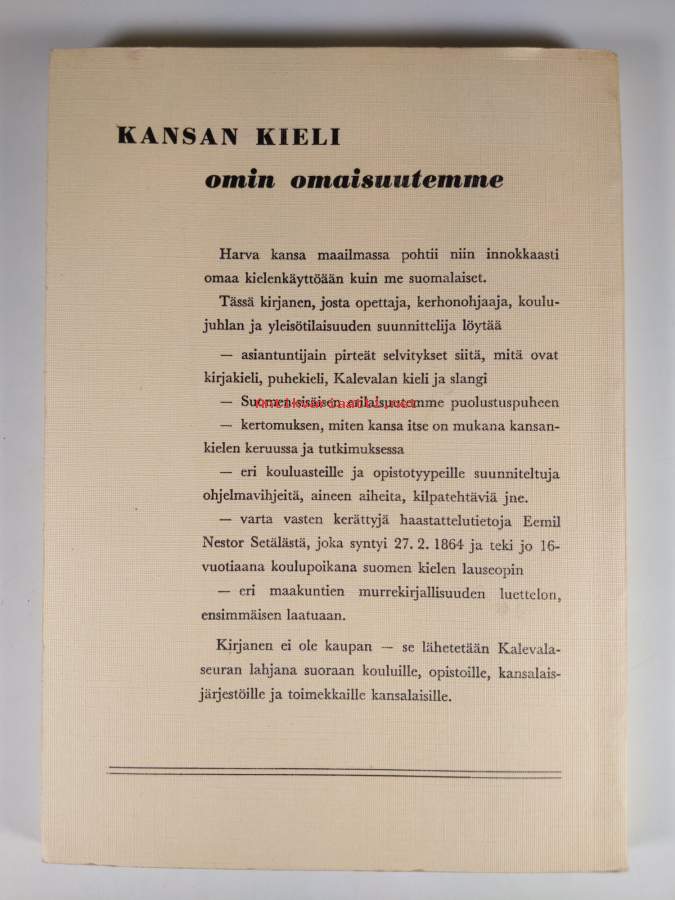 KANSAN KIELI
omin omaisuutemme
Harva kansa maailmassa pohtii niin innokkaasti
omaa kielenkäyttöään kuin me suomalaiset.
Tässä kirjanen, josta opettaja, kerhonohjaaja, koulu-
juhlan ja yleisötilaisuuden suunnittelija löytää
— asiantuntijain pirteät selvitykset siitä, mitä ovat
kirjakieli, puhekieli, Kalevalan kieli ja slangi
— puolustuspuheen
Antikvariaatti.net
— kertomuksen, miten kansa itse on mukana kansan-
kielen keruussa ja tutkimuksessa
— eri kouluasteille ja opistotyypeille suunniteltuja
ohjelmavihjeitä, aineen aiheita, kilpatehtäviä jne.
— varta vasten kerättyjä haastattelutietoja Eemil
Nestor Setälästä, joka syntyi 27. 2. 1864 ja teki jo 16-
vuotiaana koulupoikana suomen kielen lauseopin
— eri maakuntien murrekirjallisuuden luettelon,
ensimmäisen laatuaan.
Kirjanen ei ole kaupan — se lähetetään Kalevala-
seuran lahjana suoraan kouluille, opistoille, kansalais-
järjestöille ja toimekkaille kansalaisille.